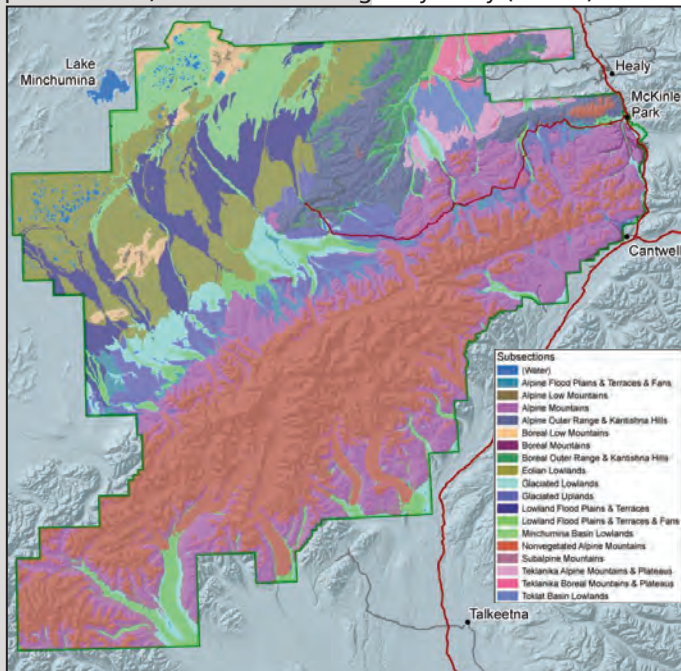 Lake
Minchumina
Healy
McKinley
Park
Cantwell
Subsections
(Water)
Alpine Flood Plains & Terraces & Fans
Alpine Low Mountains
Alpine Mountains
Alpine Outer Range & Kantishna Hills
Boreal Low Mountains
Boreal Mountains
Boreal Outer Range & Kantishna Hills
Eolian Lowlands
Glaciated Lowlands
Glaciated Uplands
Lowland Flood Plains & Terraces
Lowland Flood Plains & Terraces & Fans
Minchumina Basin Lowlands
Nonvegetated Alpine Mountains
Subalpine Mountains
Teklanika Alpine Mountains & Plateaus
Teklanika Boreal Mountains & Plateaus
Toklat Basin Lowlands
Talkeetna